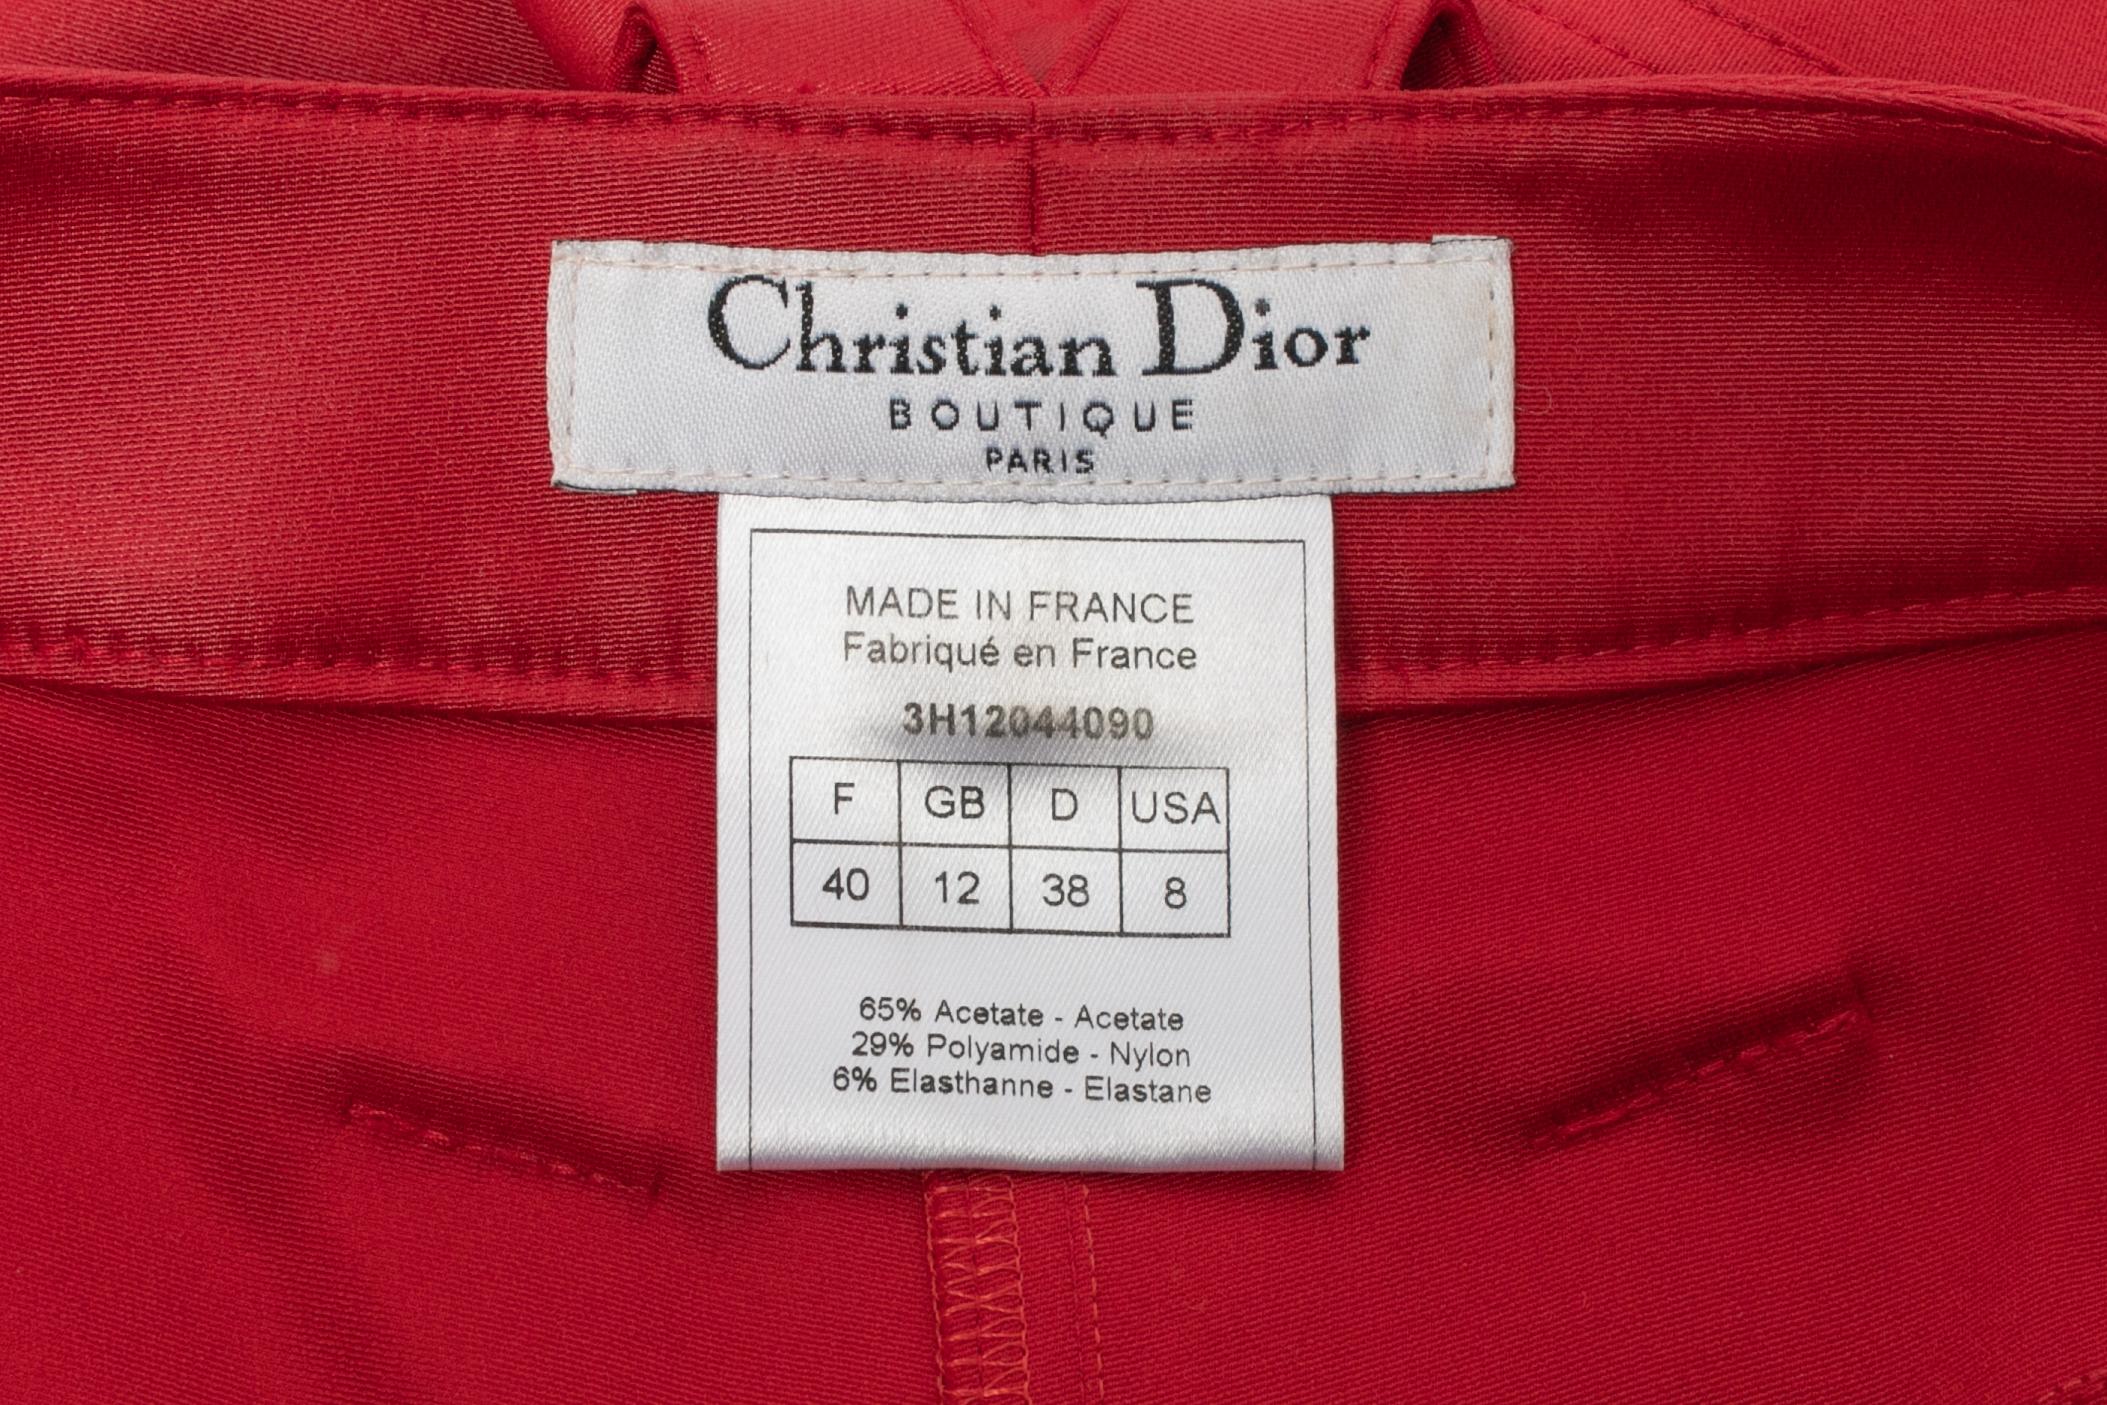 Christian Dior
BOUTIQUE
PARIS
MADE IN FRANCE
Fabriqué en France
3H12044090
F GB D USA
40 12 38 8
65% Acetate - Acetate
29% Polyamide - Nylon
6% Elasthanne - Elastane